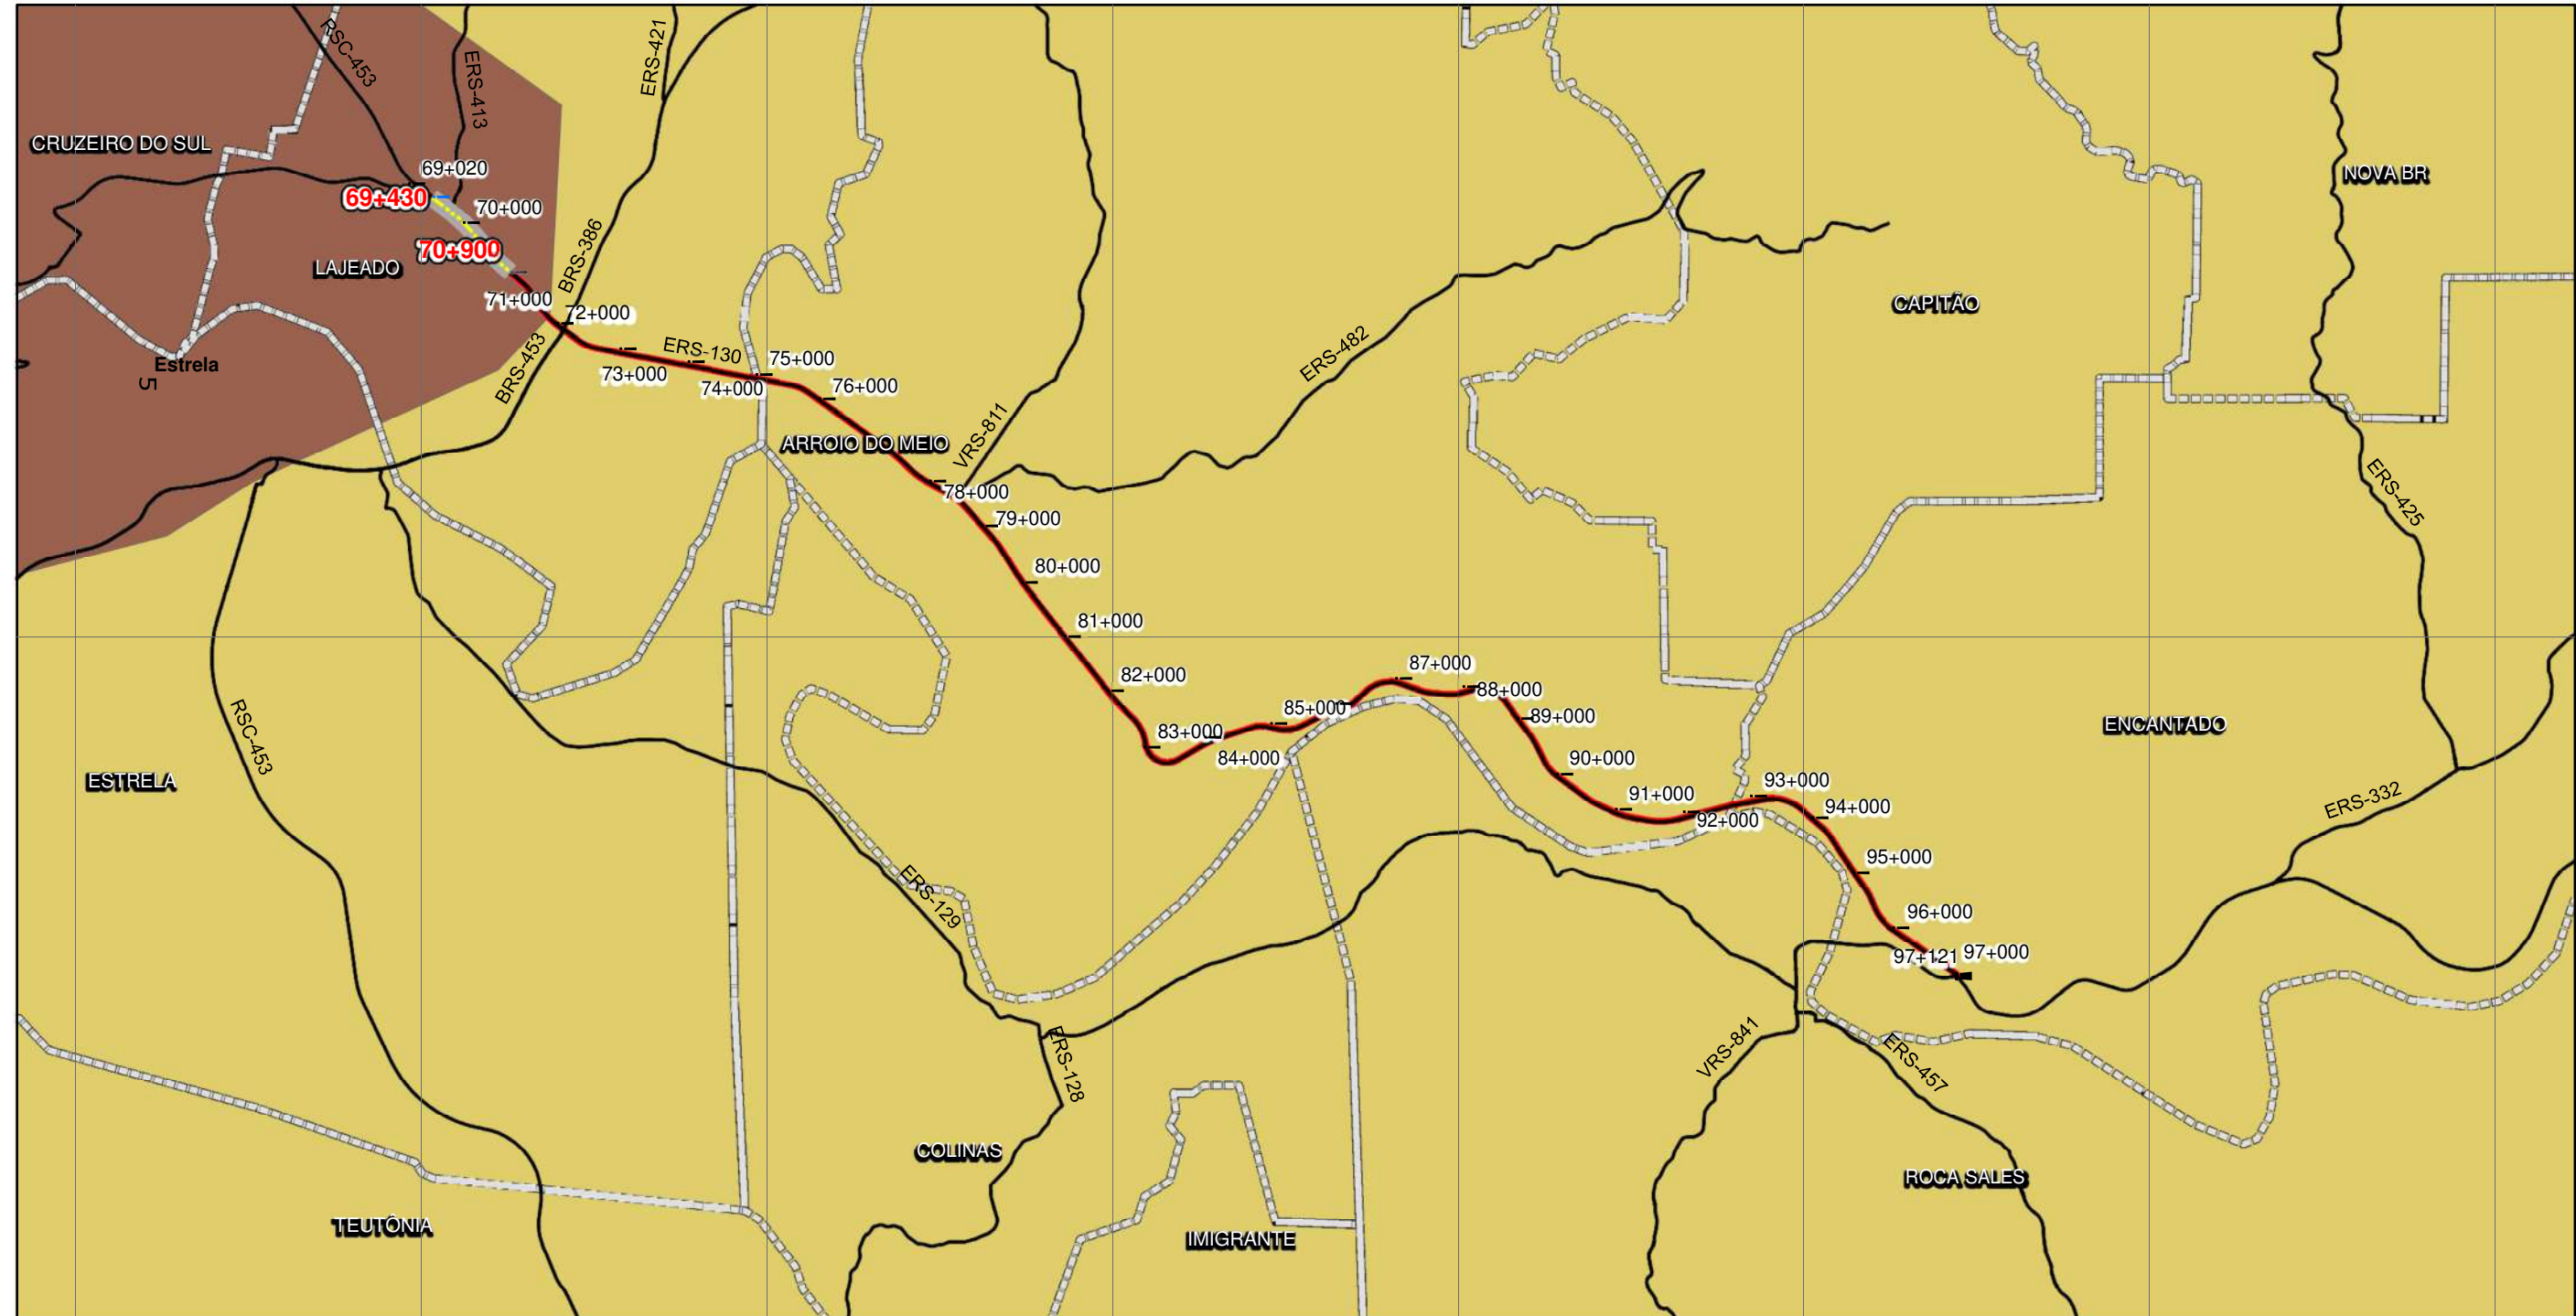 RSC-453
ERS-413
ERS-421
CRUZEIRO DO SUL
69+020
69+430
70+000
70+900
LAJEADO
BRS-386
71+000
72+000
NOVA BR
CAPITÃO
Estrela
5
BRS-453
ERS-130
73+000
74+000
75+000
76+000
ERS-482
ARROIO DO MEIO
VRS-811
78+000
79+000
ERS-425
80+000
81+000
82+000
83+000
84+000
85+000
87+000
88+000
89+000
90+000
91+000
92+000
93+000
94+000
95+000
96+000
97+121
97+000
ENCANTADO
ERS-332
RSC-453
ESTRELA
ERS-129
ERS-128
VRS-841
ERS-457
COLINAS
ROCA SALES
TEUTÔNIA
IMIGRANTE